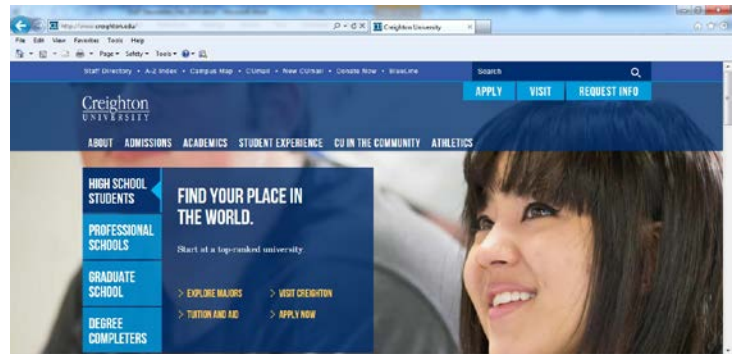 http://www.creighton.edu/
Creighton University
File Edit View Favorites Tools Help
Page Safety Tools
Staff Directory • A-Z Index • Campus Map • CUmail • New CUmail • Donate Now • BlueLine
Search
APPLY VISIT REQUEST INFO
Creighton
UNIVERSITY
ABOUT ADMISSIONS ACADEMICS STUDENT EXPERIENCE CU IN THE COMMUNITY ATHLETICS
HIGH SCHOOL
STUDENTS
PROFESSIONAL
SCHOOLS
GRADUATE
SCHOOL
DEGREE
COMPLETERS
FIND YOUR PLACE IN
THE WORLD.
Start at a top-ranked university.
> EXPLORE MAJORS > VISIT CREIGHTON
> TUITION AND AID > APPLY NOW